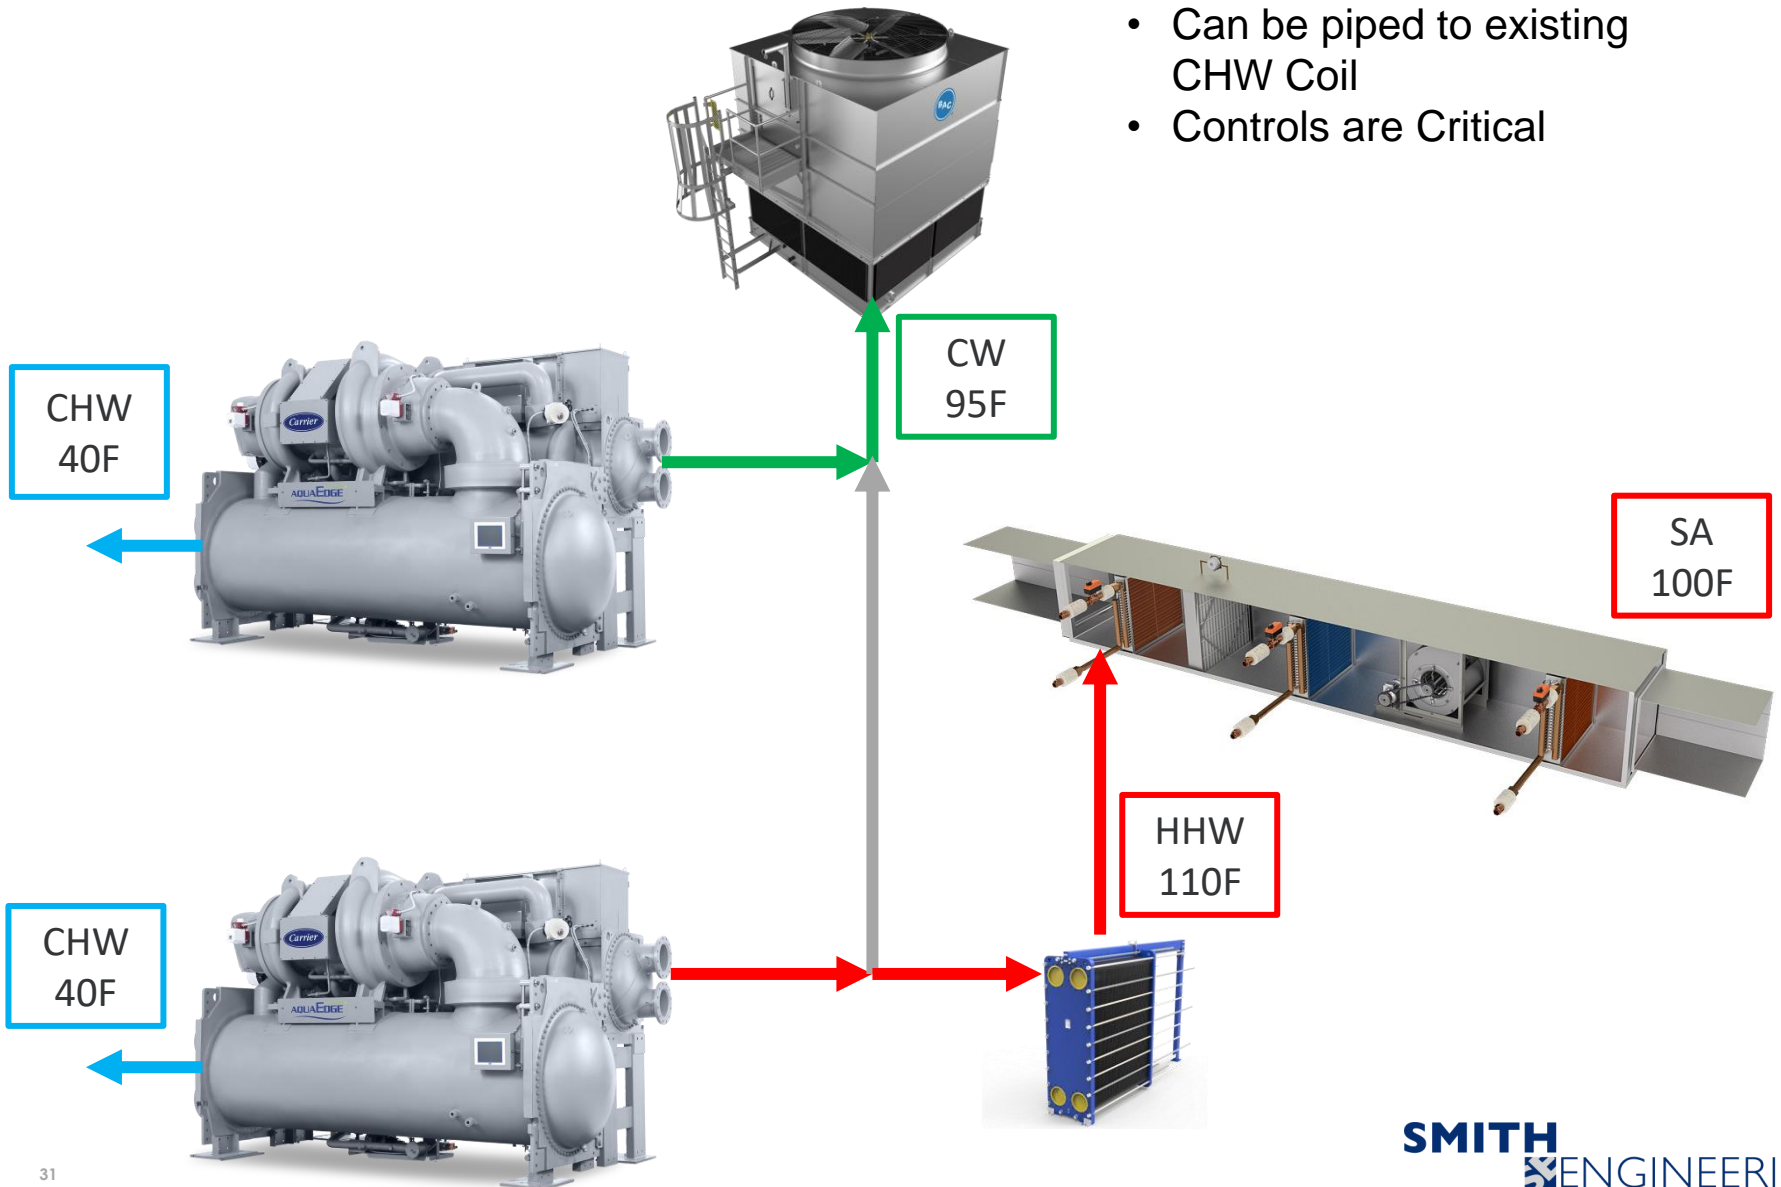 • Can be piped to existing
CHW Coil
• Controls are Critical
BAC
CW
95F
CHW
40F
Carrier
AQUAEDGE
SA
100F
HHW
110F
CHW
40F
Carrier
AQUAEDGE
SMITH
ENGINEERI
31